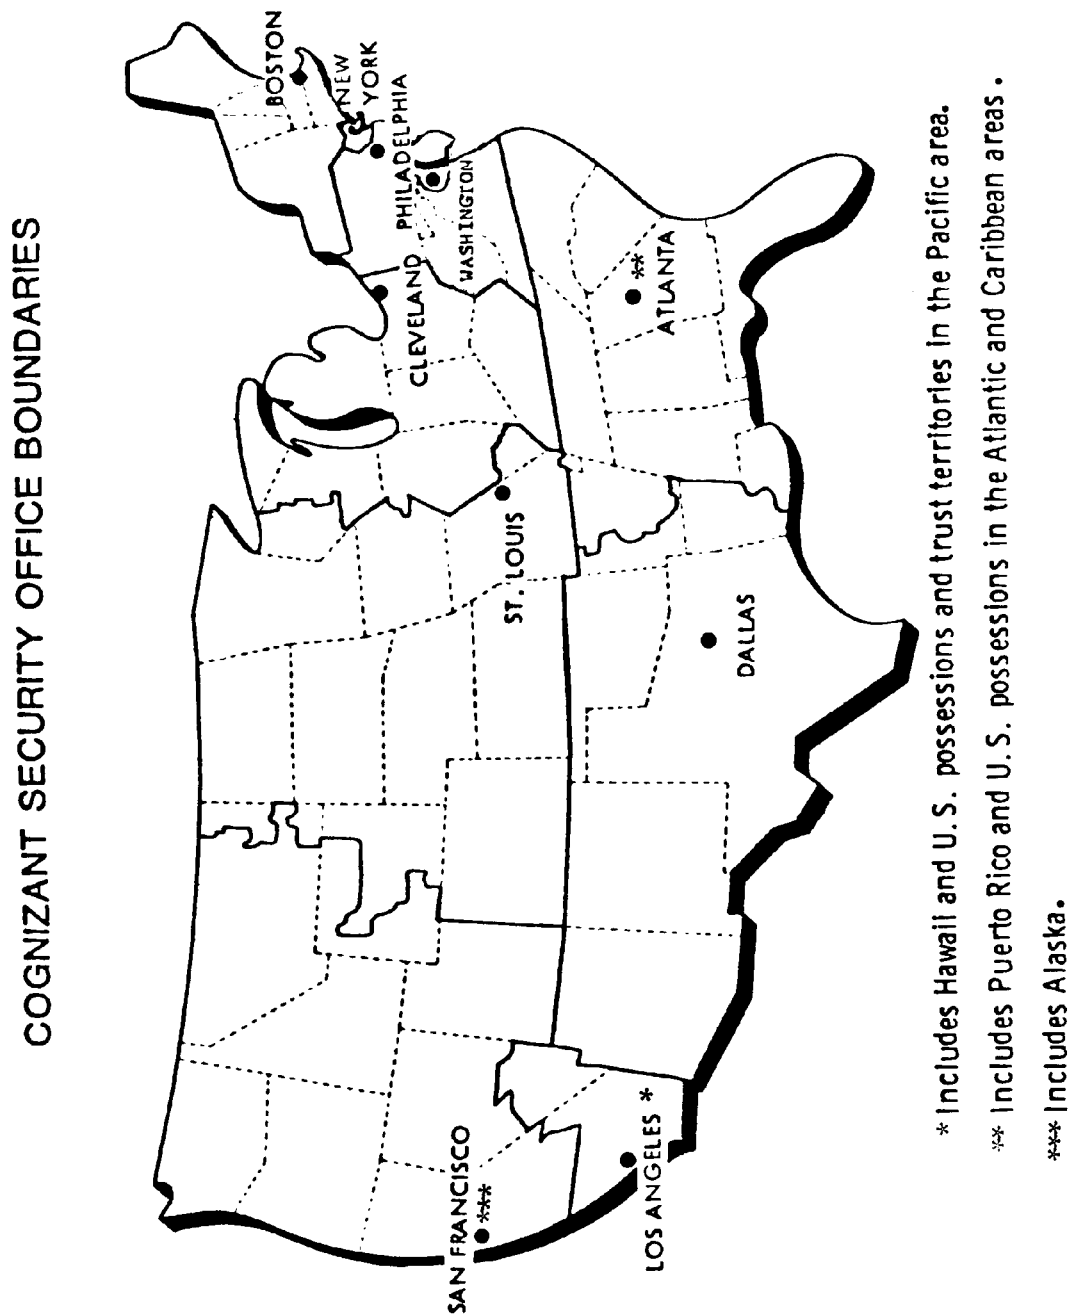 COGNIZANT SECURITY OFFICE BOUNDARIES
BOSTON
NEW
YORK
PHILADELPHIA
WASHINGTON
CLEVELAND
ATLANTA
**
ST. LOUIS
DALLAS
SAN FRANCISCO
***
LOS ANGELES *
* Includes Hawaii and U.S. possessions and trust territories in the Pacific area.
** Includes Puerto Rico and U.S. possessions in the Atlantic and Caribbean areas.
*** Includes Alaska.